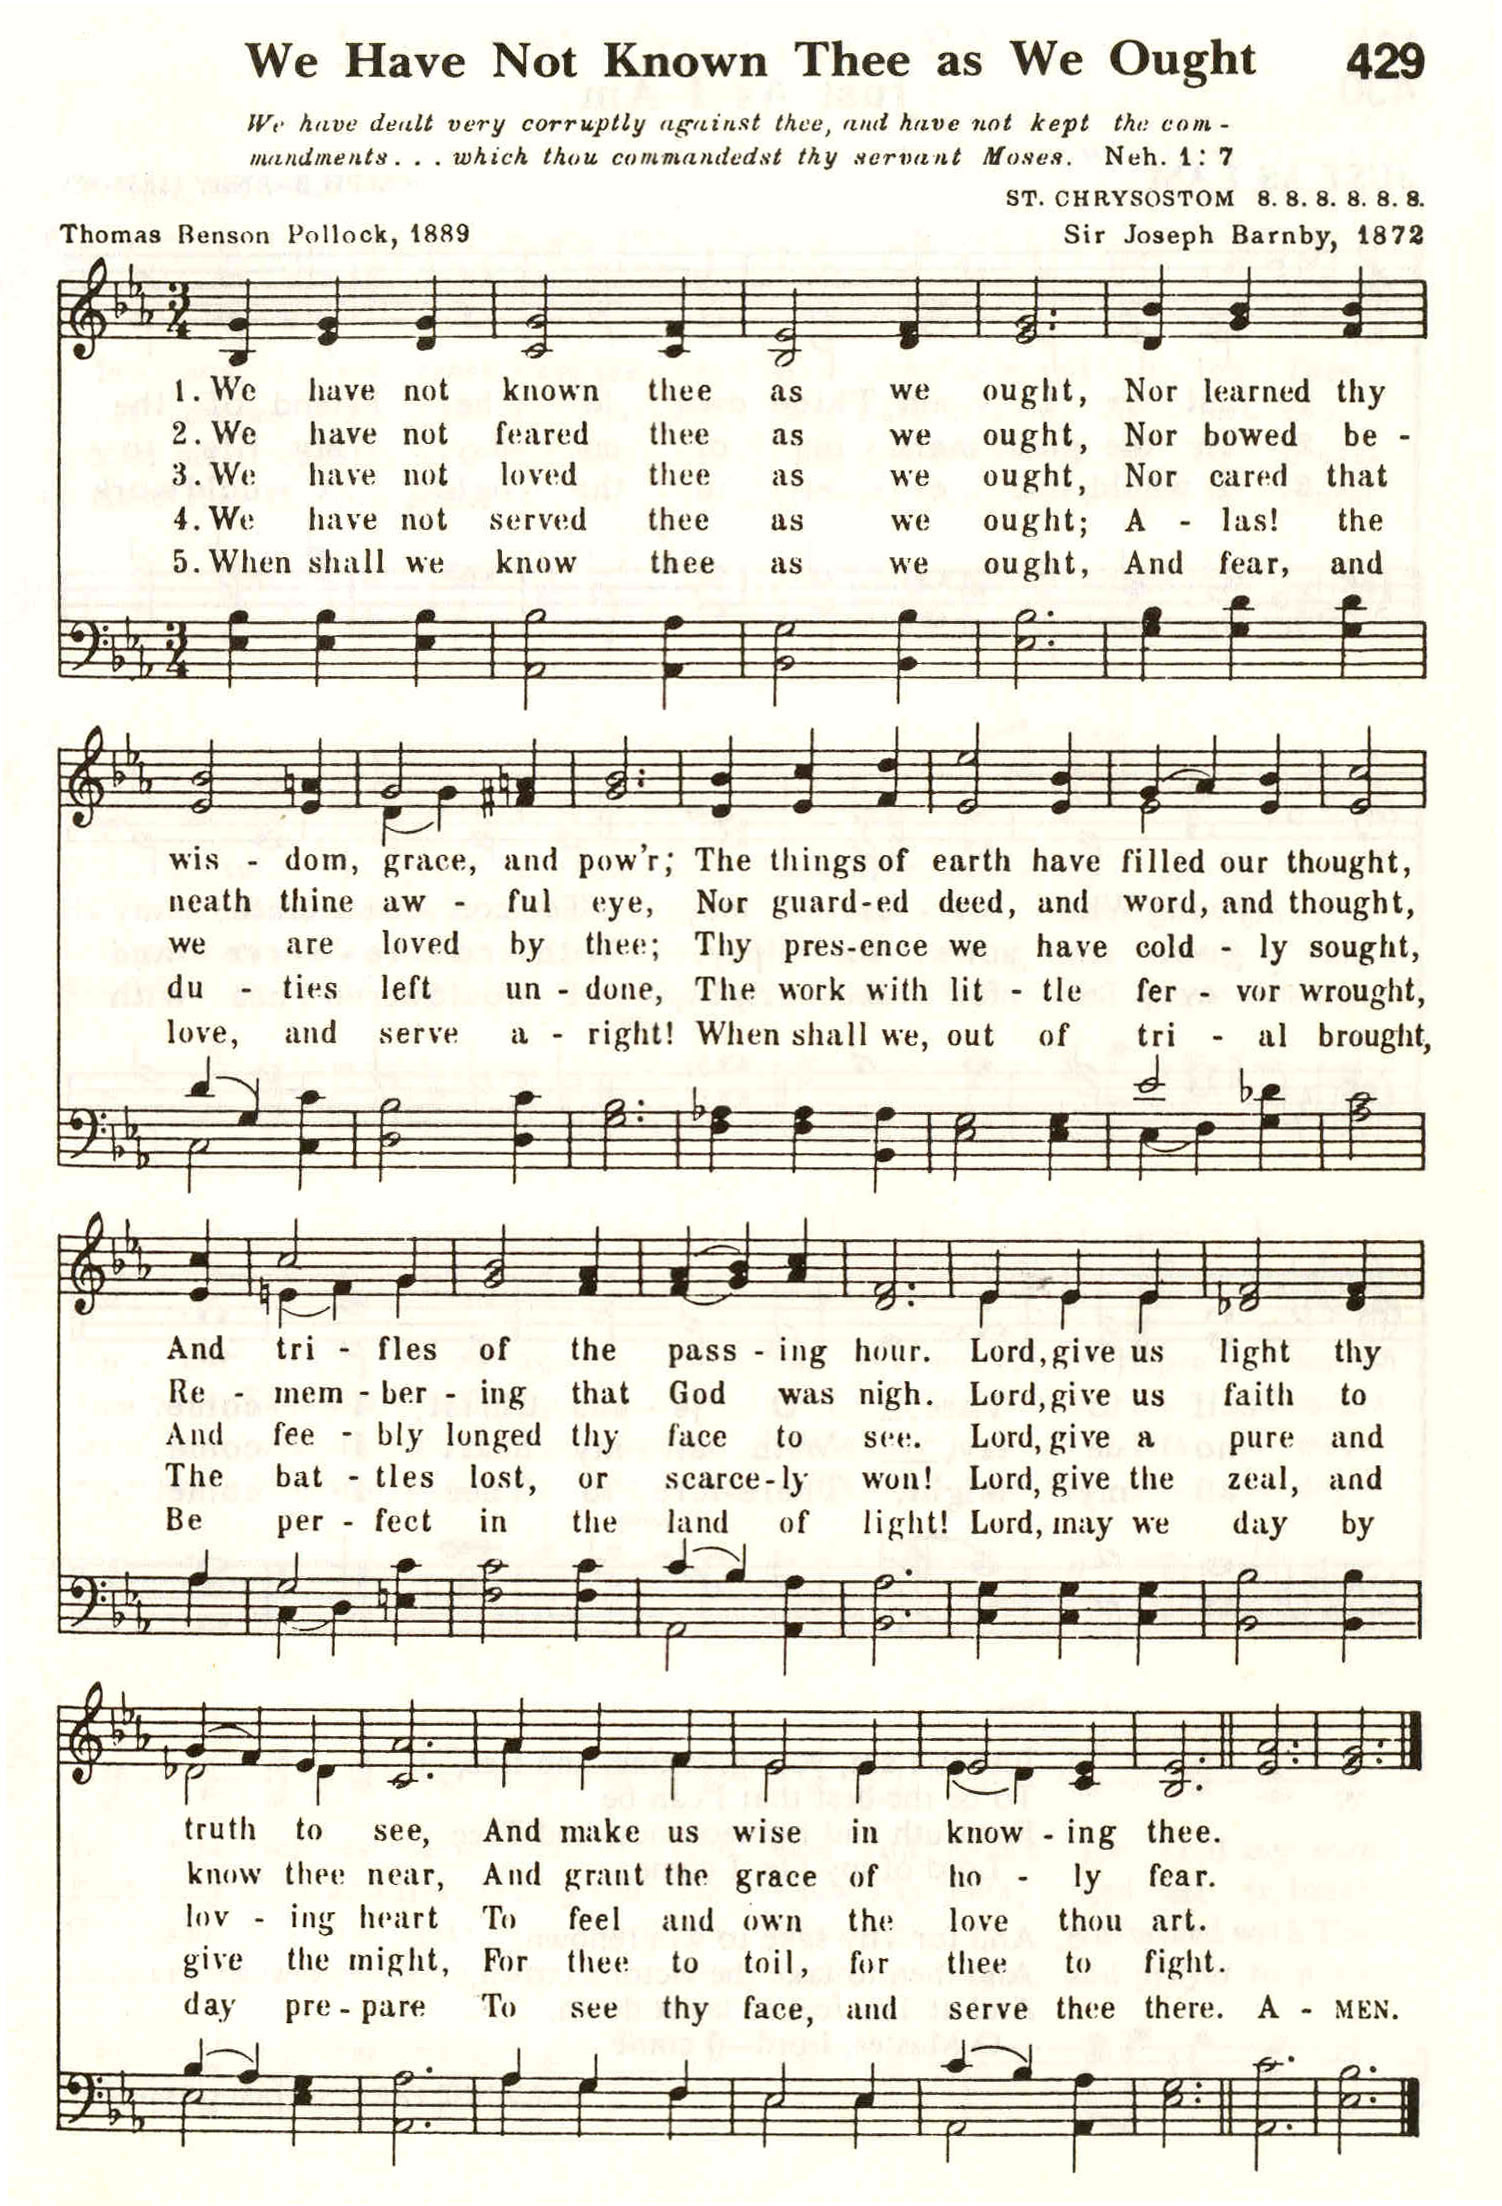 We Have Not Known Thee as We Ought 429
We have dealt very corruptly against thee, and have not kept the com-
mandments... which thou commandedst thy servant Moses. Neh. 1:7
ST. CHRYSOSTOM 8. 8. 8. 8. 8. 8.
Thomas Benson Pollock, 1889 Sir Joseph Barnby, 1872
1. We have not known thee as we ought, Nor learned thy
2. We have not feared thee as we ought, Nor bowed be -
3. We have not loved thee as we ought, Nor cared that
4. We have not served thee as we ought; A - las! the
5. When shall we know thee as we ought, And fear, and
wis - dom, grace, and pow'r; The things of earth have filled our thought,
neath thine aw - ful eye, Nor guard-ed deed, and word, and thought,
we are loved by thee; Thy pres-ence we have cold - ly sought,
du - ties left un - done, The work with lit - tle fer - vor wrought,
love, and serve a - right! When shall we, out of tri - al brought,
And tri - fles of the pass - ing hour. Lord, give us light thy
Re - mem - ber - ing that God was nigh. Lord, give us faith to
And fee - bly longed thy face to see. Lord, give a pure and
The bat - tles lost, or scarce-ly won! Lord, give the zeal, and
Be per - fect in the land of light! Lord, may we day by
truth to see, And make us wise in know - ing thee.
know thee near, And grant the grace of ho - ly fear.
lov - ing heart To feel and own the love thou art.
give the might, For thee to toil, for thee to fight.
day pre - pare To see thy face, and serve thee there. A - MEN.